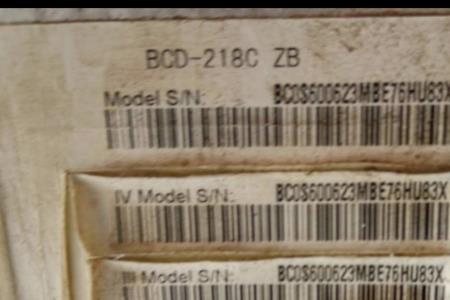 BCD-218C ZB
Model S/N: BC0S600623MBE76HU83X
IV Model S/N: BC0S600623MBE76HU83X
III Model S/N: BC0S600623MBE76HU83X